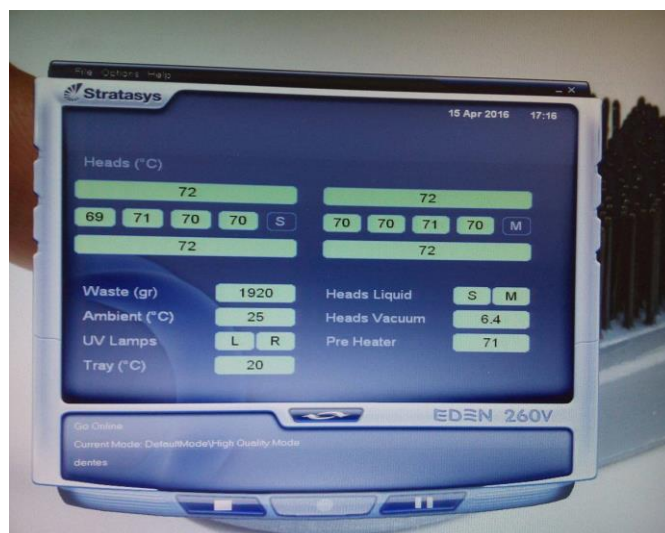 File Options Help
Stratasys
15 Apr 2016 17:16
Heads (°C)
72 72
69 71 70 70 S 70 70 71 70 M
72 72
Waste (gr) 1920 Heads Liquid S M
Ambient (°C) 25 Heads Vacuum 6.4
UV Lamps L R Pre Heater 71
Tray (°C) 20
EDEN 260V
Go Online
Current Mode: DefaultMode\High Quality Mode
dentes